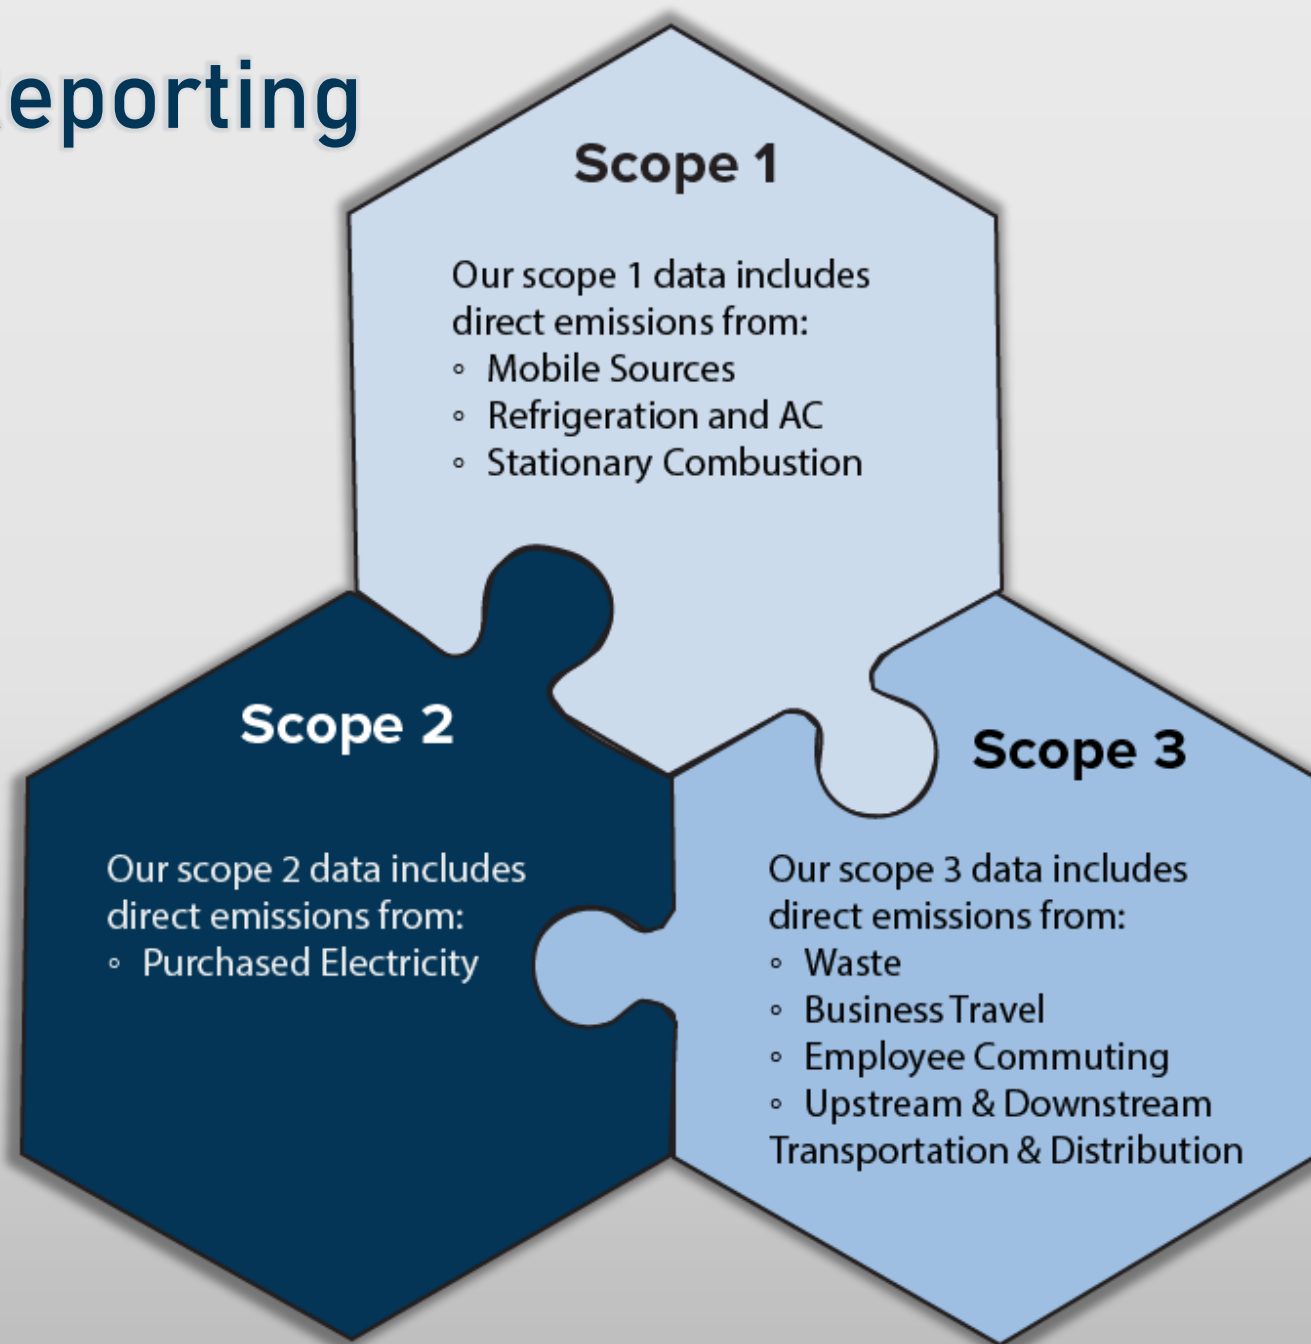 eporting
Scope 1
Our scope 1 data includes
direct emissions from:
◦ Mobile Sources
◦ Refrigeration and AC
◦ Stationary Combustion
Scope 2
Our scope 2 data includes
direct emissions from:
◦ Purchased Electricity
Scope 3
Our scope 3 data includes
direct emissions from:
◦ Waste
◦ Business Travel
◦ Employee Commuting
◦ Upstream & Downstream
Transportation & Distribution